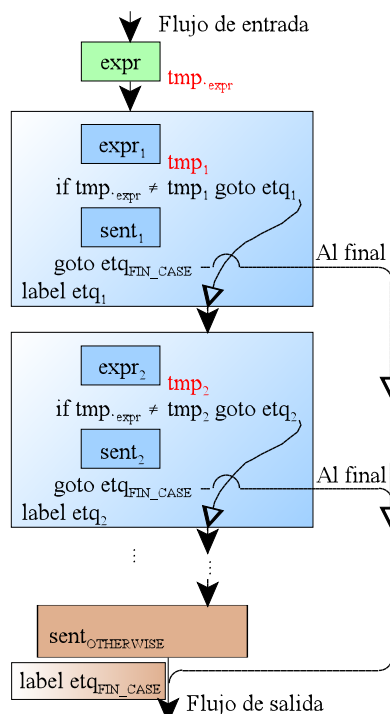 Flujo de entrada
expr
tmp.expr
expr1
tmp1
if tmp.expr ≠ tmp1 goto etq1
sent1
goto etqFIN_CASE
Al final
label etq1
expr2
tmp2
if tmp.expr ≠ tmp2 goto etq2
sent2
goto etqFIN_CASE
Al final
label etq2
sentOTHERWISE
label etqFIN_CASE
Flujo de salida